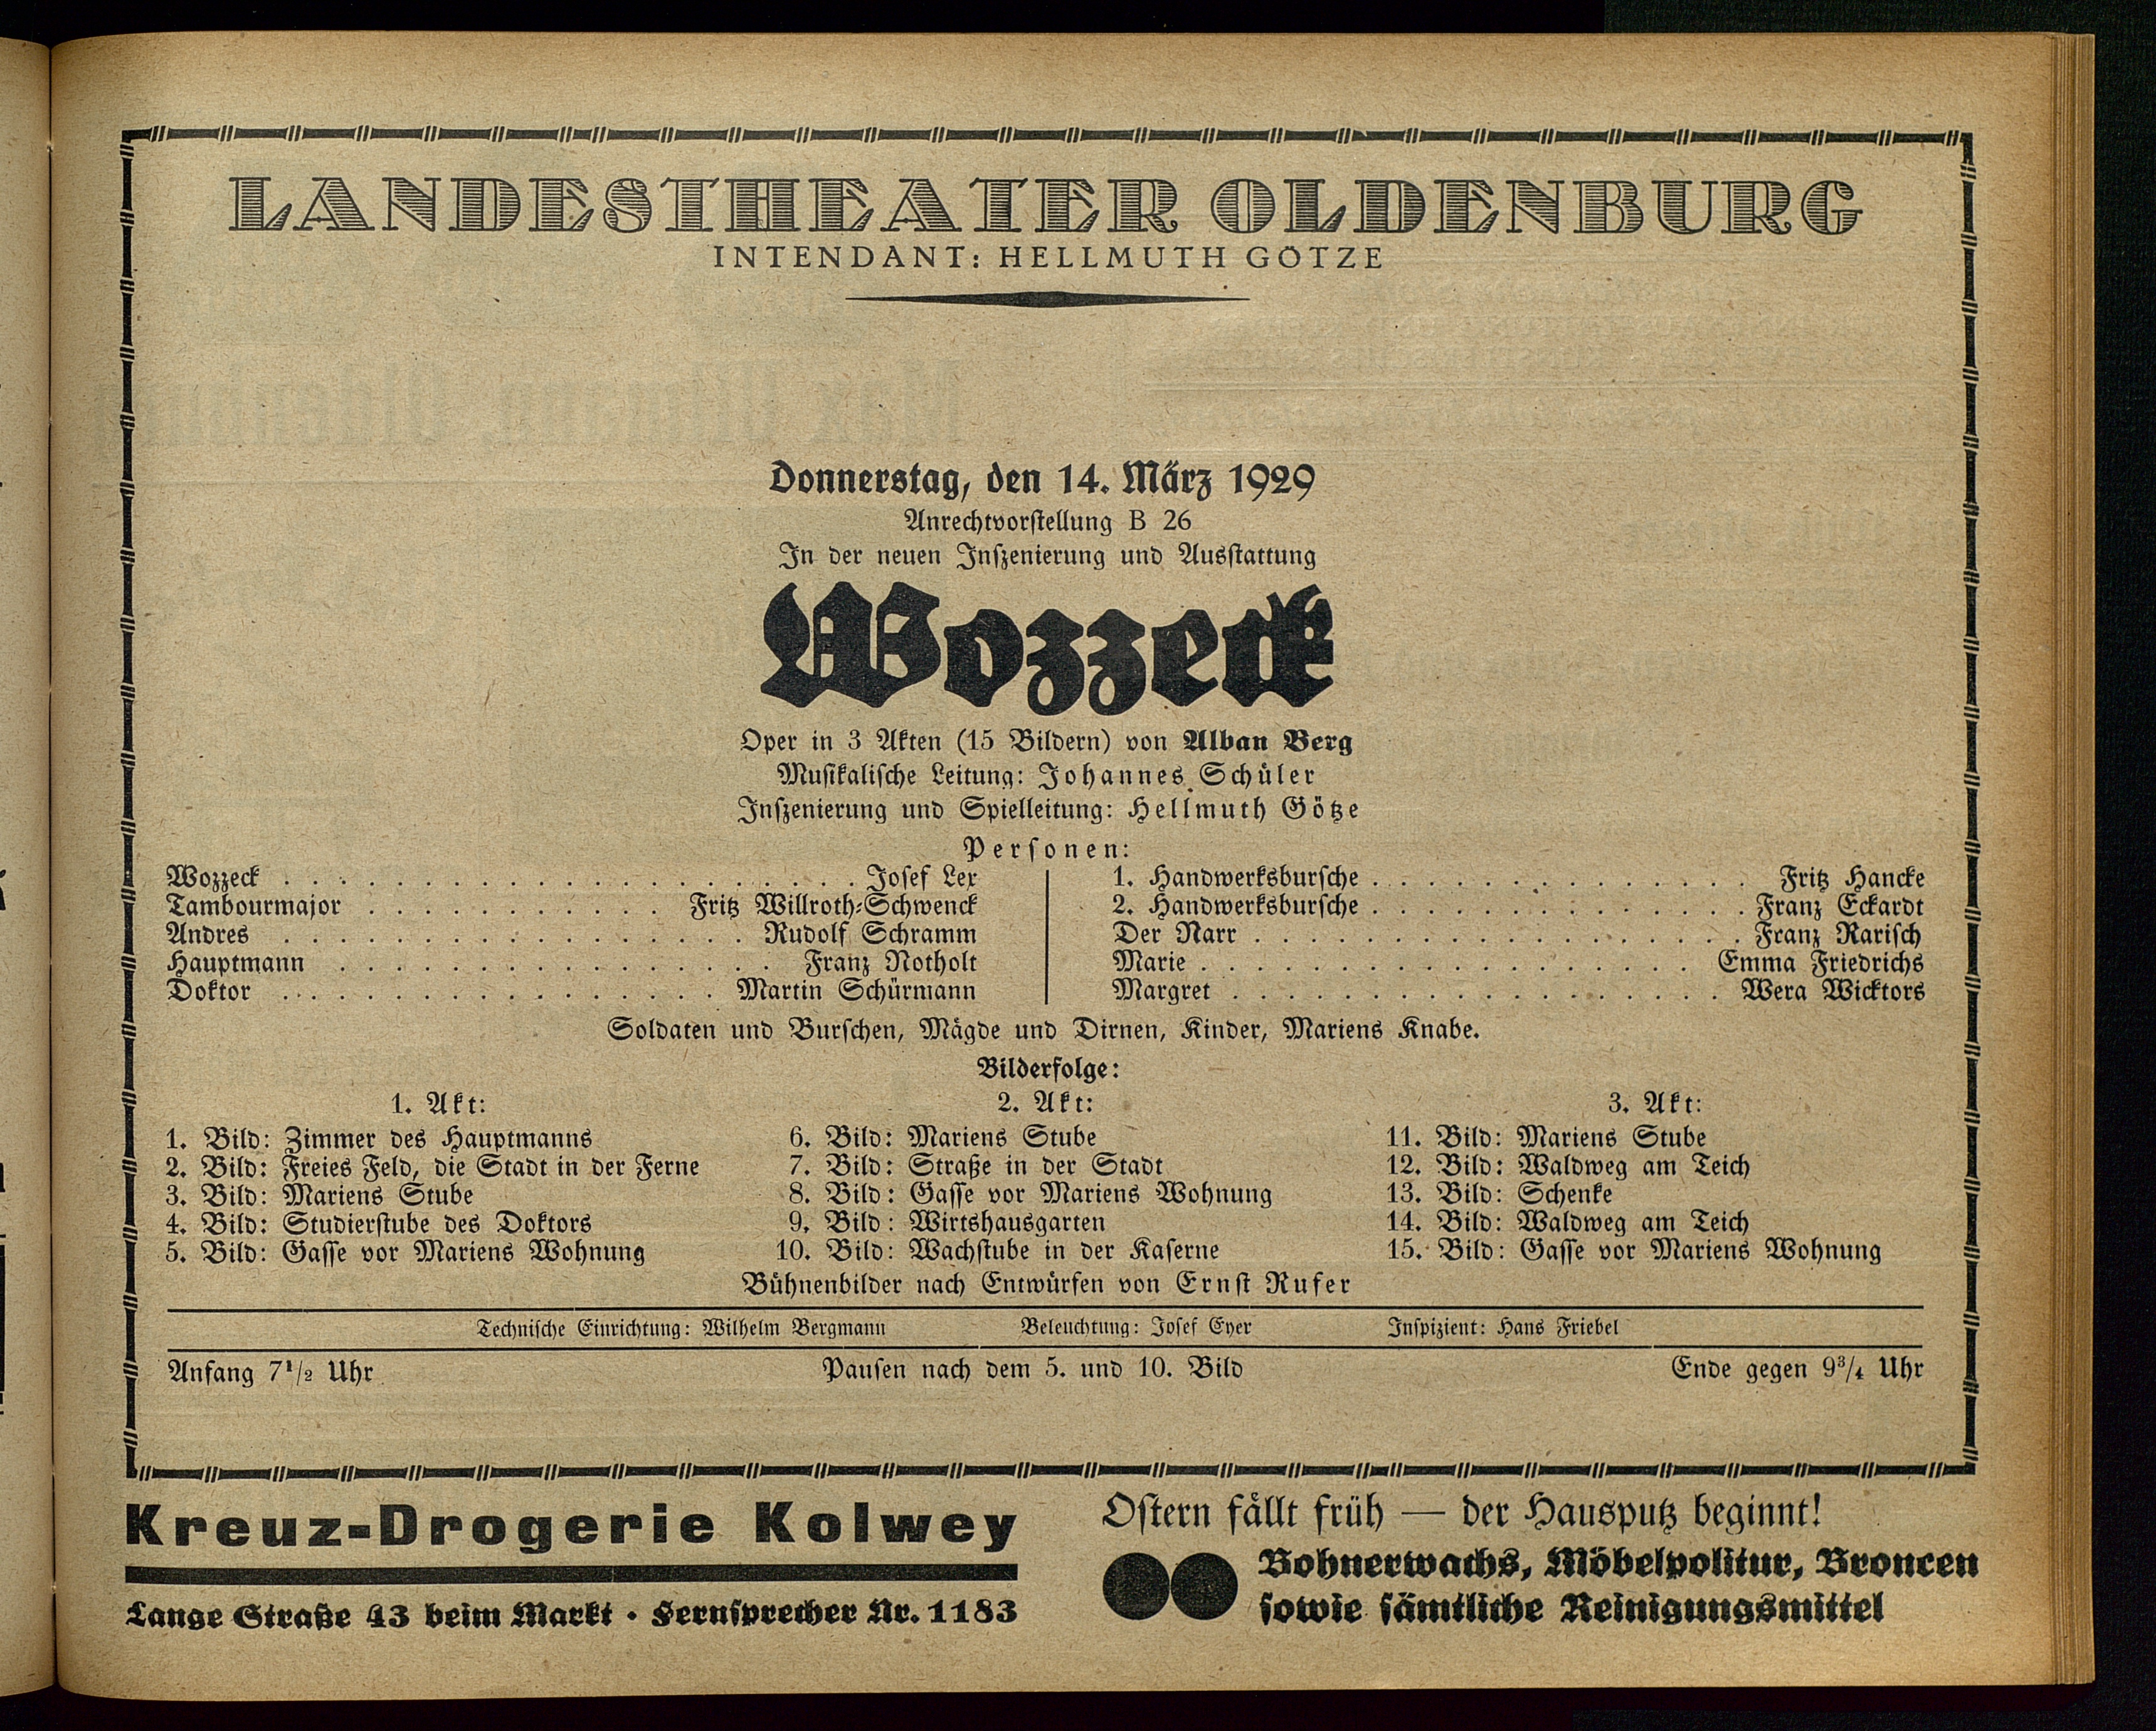 LANDESTHEATER OLDENBURG
INTENDANT: HELLMUTH GÖTZE
Donnerstag, den 14. März 1929
Anrechtvorstellung B 26
In der neuen Inszenierung und Ausstattung
Wozzeck
Oper in 3 Akten (15 Bildern) von Alban Berg
Musikalische Leitung: Johannes Schüler
Inszenierung und Spielleitung: Hellmuth Götze
Personen:
Wozzeck . . . . . . . . . . . . . . . . . . . . . Josef Lex
Tambourmajor . . . . . . . . . . . Fritz Willroth-Schwenck
Andres . . . . . . . . . . . . . . . . . Rudolf Schramm
Hauptmann . . . . . . . . . . . . . . . . Franz Notholt
Doktor . . . . . . . . . . . . . . . . Martin Schürmann
1. Handwerksbursche . . . . . . . . . . . . . . Fritz Hancke
2. Handwerksbursche . . . . . . . . . . . . . . Franz Eckardt
Der Narr . . . . . . . . . . . . . . . . . . Franz Rarisch
Marie . . . . . . . . . . . . . . . . . . Emma Friedrichs
Margret . . . . . . . . . . . . . . . . . . Wera Wicktors
Soldaten und Burschen, Mägde und Dirnen, Kinder, Mariens Knabe.
Bilderfolge:
1. Akt:
1. Bild: Zimmer des Hauptmanns
2. Bild: Freies Feld, die Stadt in der Ferne
3. Bild: Mariens Stube
4. Bild: Studierstube des Doktors
5. Bild: Gasse vor Mariens Wohnung
2. Akt:
6. Bild: Mariens Stube
7. Bild: Straße in der Stadt
8. Bild: Gasse vor Mariens Wohnung
9. Bild: Wirtshausgarten
10. Bild: Wachstube in der Kaserne
3. Akt:
11. Bild: Mariens Stube
12. Bild: Waldweg am Teich
13. Bild: Schenke
14. Bild: Waldweg am Teich
15. Bild: Gasse vor Mariens Wohnung
Bühnenbilder nach Entwürfen von Ernst Rufer
Technische Einrichtung: Wilhelm Bergmann Beleuchtung: Josef Eyer Inspizient: Hans Friebel
Anfang 7½ Uhr Pausen nach dem 5. und 10. Bild Ende gegen 9¾ Uhr
Kreuz-Drogerie Kolwey
Lange Straße 43 beim Markt · Fernsprecher Nr. 1183
Ostern fällt früh — der Hausputz beginnt!
Bohnerwachs, Möbelpolitur, Broncen
sowie sämtliche Reinigungsmittel